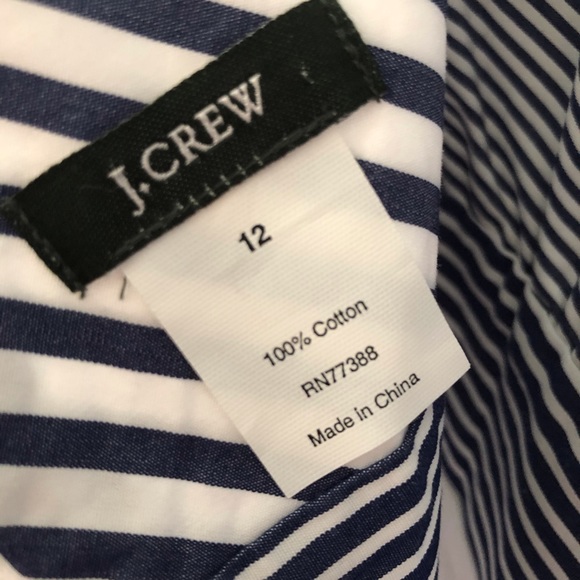 J.CREW
12
100% Cotton
RN77388
Made in China